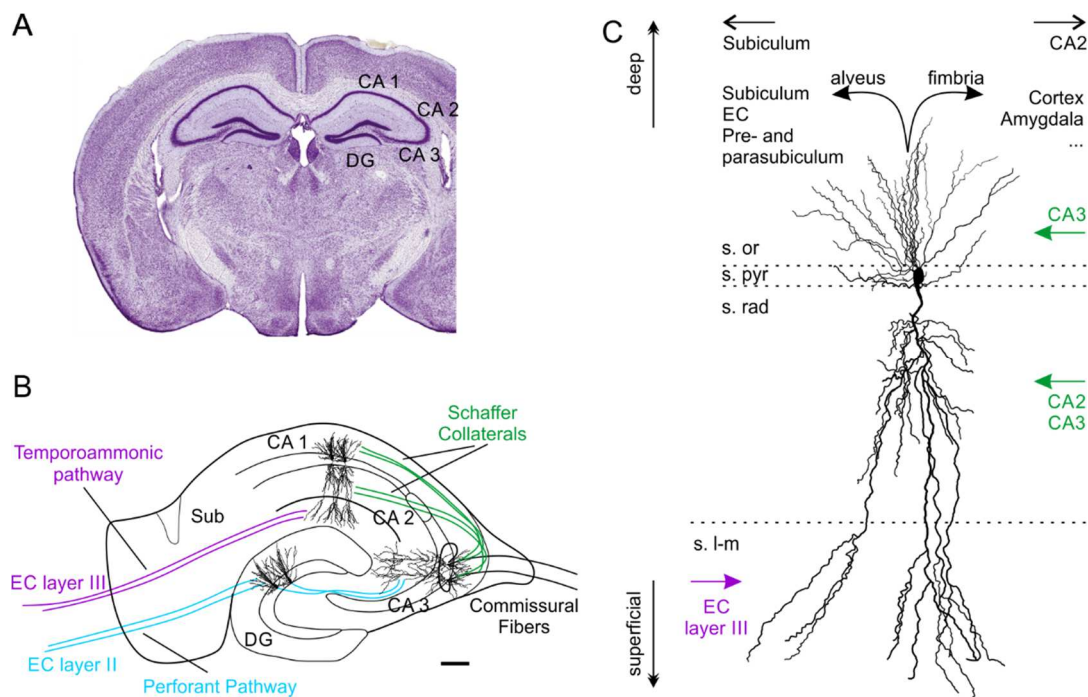 A
CA 1
CA 2
CA 3
DG
B
Temporoammonic
pathway
Schaffer
Collaterals
CA 1
Sub
CA 2
EC layer III
CA 3
Commissural
Fibers
DG
EC layer II
Perforant Pathway
C
deep
Subiculum
CA2
alveus
fimbria
Subiculum
EC
Pre- and
parasubiculum
Cortex
Amygdala
...
CA3
s. or
s. pyr
s. rad
CA2
CA3
s. l-m
EC
layer III
superficial